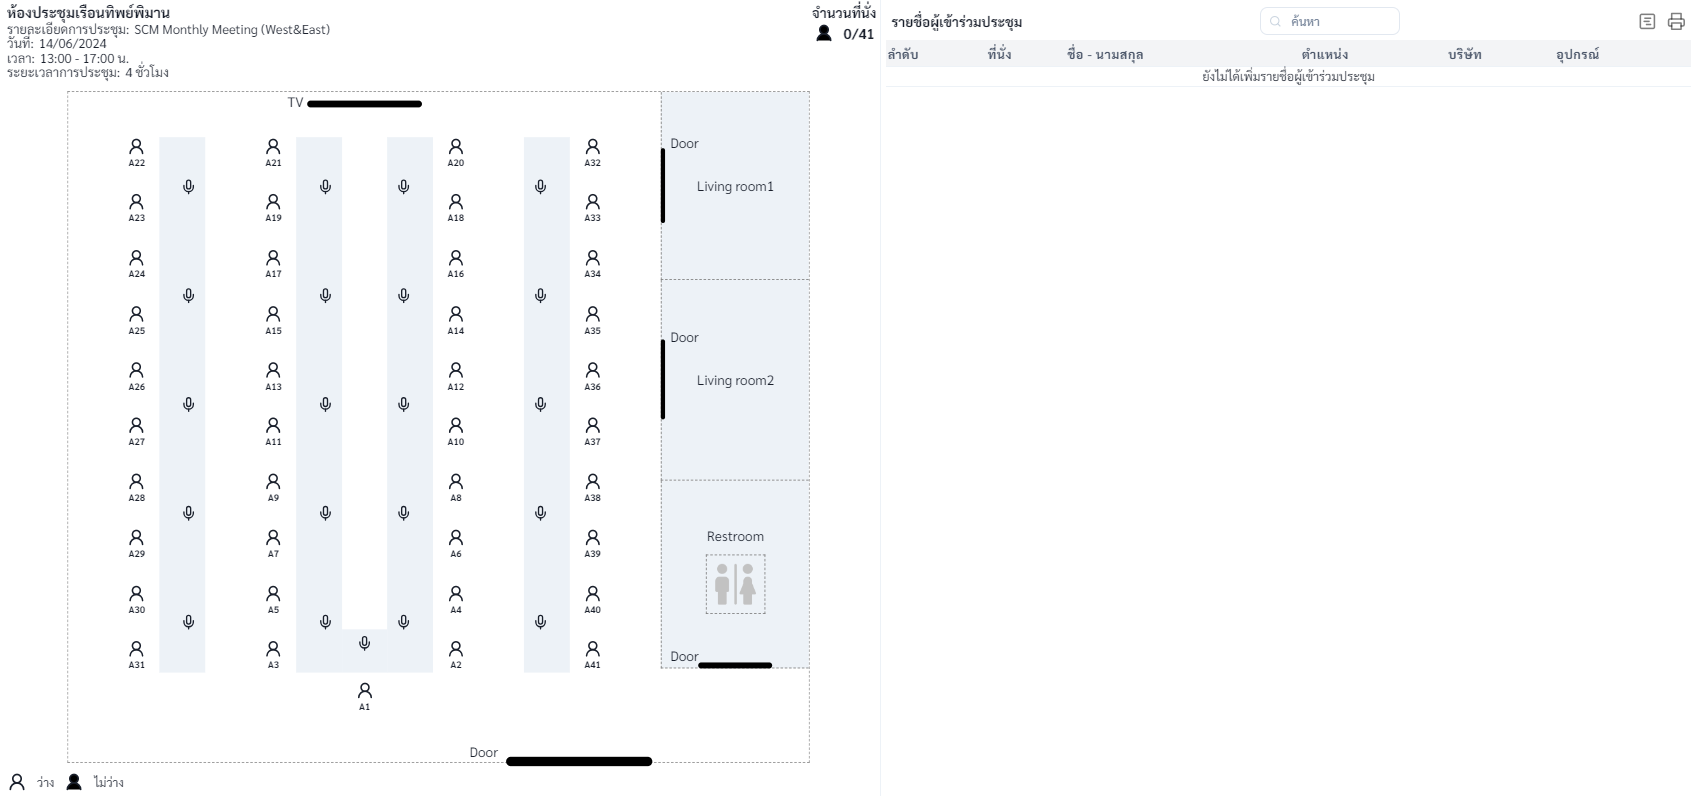 ห้องประชุมเรือนทิพย์พิมาน
รายละเอียดการประชุม: SCM Monthly Meeting (West&East)
วันที่: 14/06/2024
เวลา: 13:00 - 17:00 น.
ระยะเวลาการประชุม: 4 ชั่วโมง
จำนวนที่นั่ง
0/41
TV
A22 A21 A20 A32
A23 A19 A18 A33
A24 A17 A16 A34
A25 A15 A14 A35
A26 A13 A12 A36
A27 A11 A10 A37
A28 A9 A8 A38
A29 A7 A6 A39
A30 A5 A4 A40
A31 A3 A2 A41
A1
Door
Living room1
Door
Living room2
Restroom
Door
Door
ว่าง ไม่ว่าง
รายชื่อผู้เข้าร่วมประชุม
ค้นหา
ลำดับ ที่นั่ง ชื่อ - นามสกุล ตำแหน่ง บริษัท อุปกรณ์
ยังไม่ได้เพิ่มรายชื่อผู้เข้าร่วมประชุม